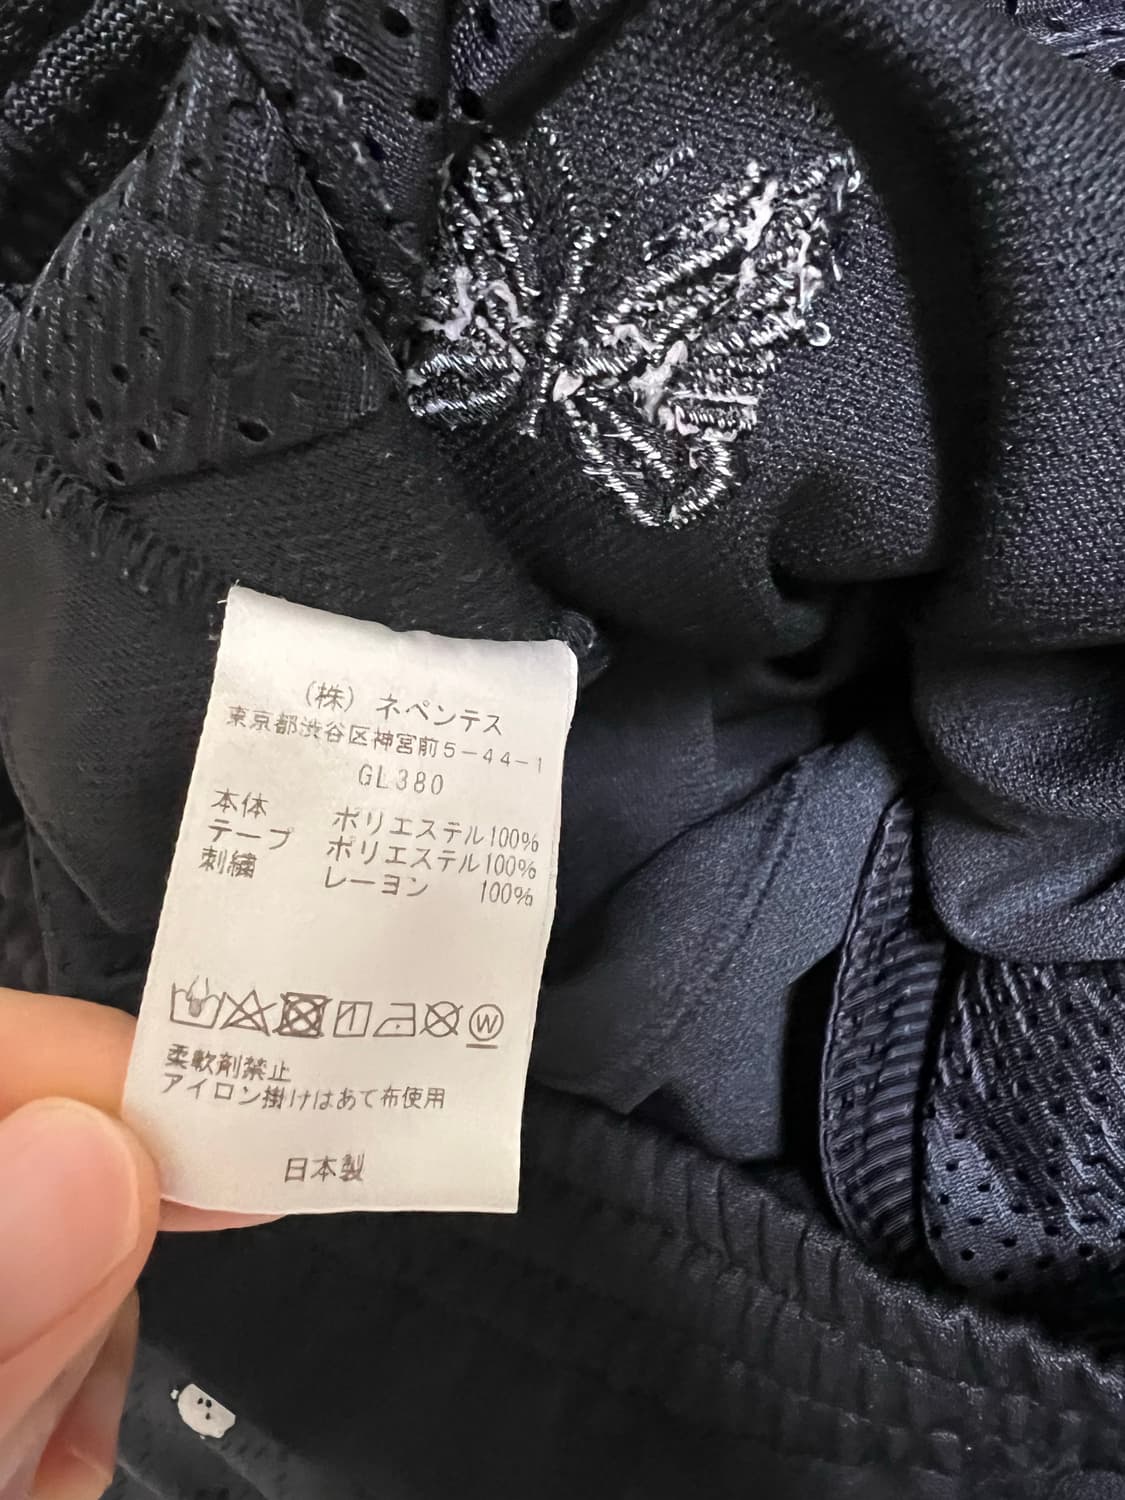 (株) ネペンテス
東京都渋谷区神宮前5-44-1
GL380
本体 ポリエステル100%
テープ ポリエステル100%
刺繍 レーヨン 100%
W
柔軟剤禁止
アイロン掛けはあて布使用
日本製